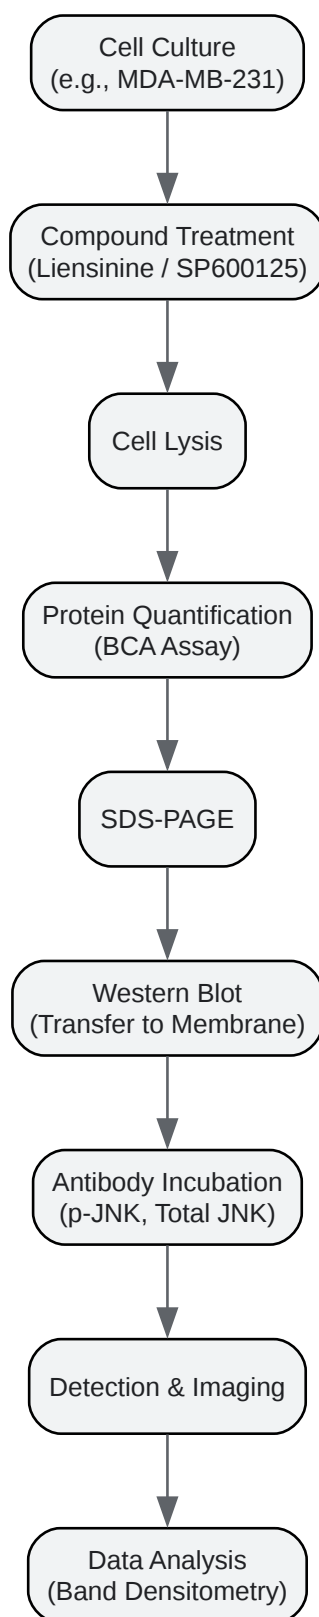 Cell Culture
(e.g., MDA-MB-231)
Compound Treatment
(Liensinine / SP600125)
Cell Lysis
Protein Quantification
(BCA Assay)
SDS-PAGE
Western Blot
(Transfer to Membrane)
Antibody Incubation
(p-JNK, Total JNK)
Detection & Imaging
Data Analysis
(Band Densitometry)